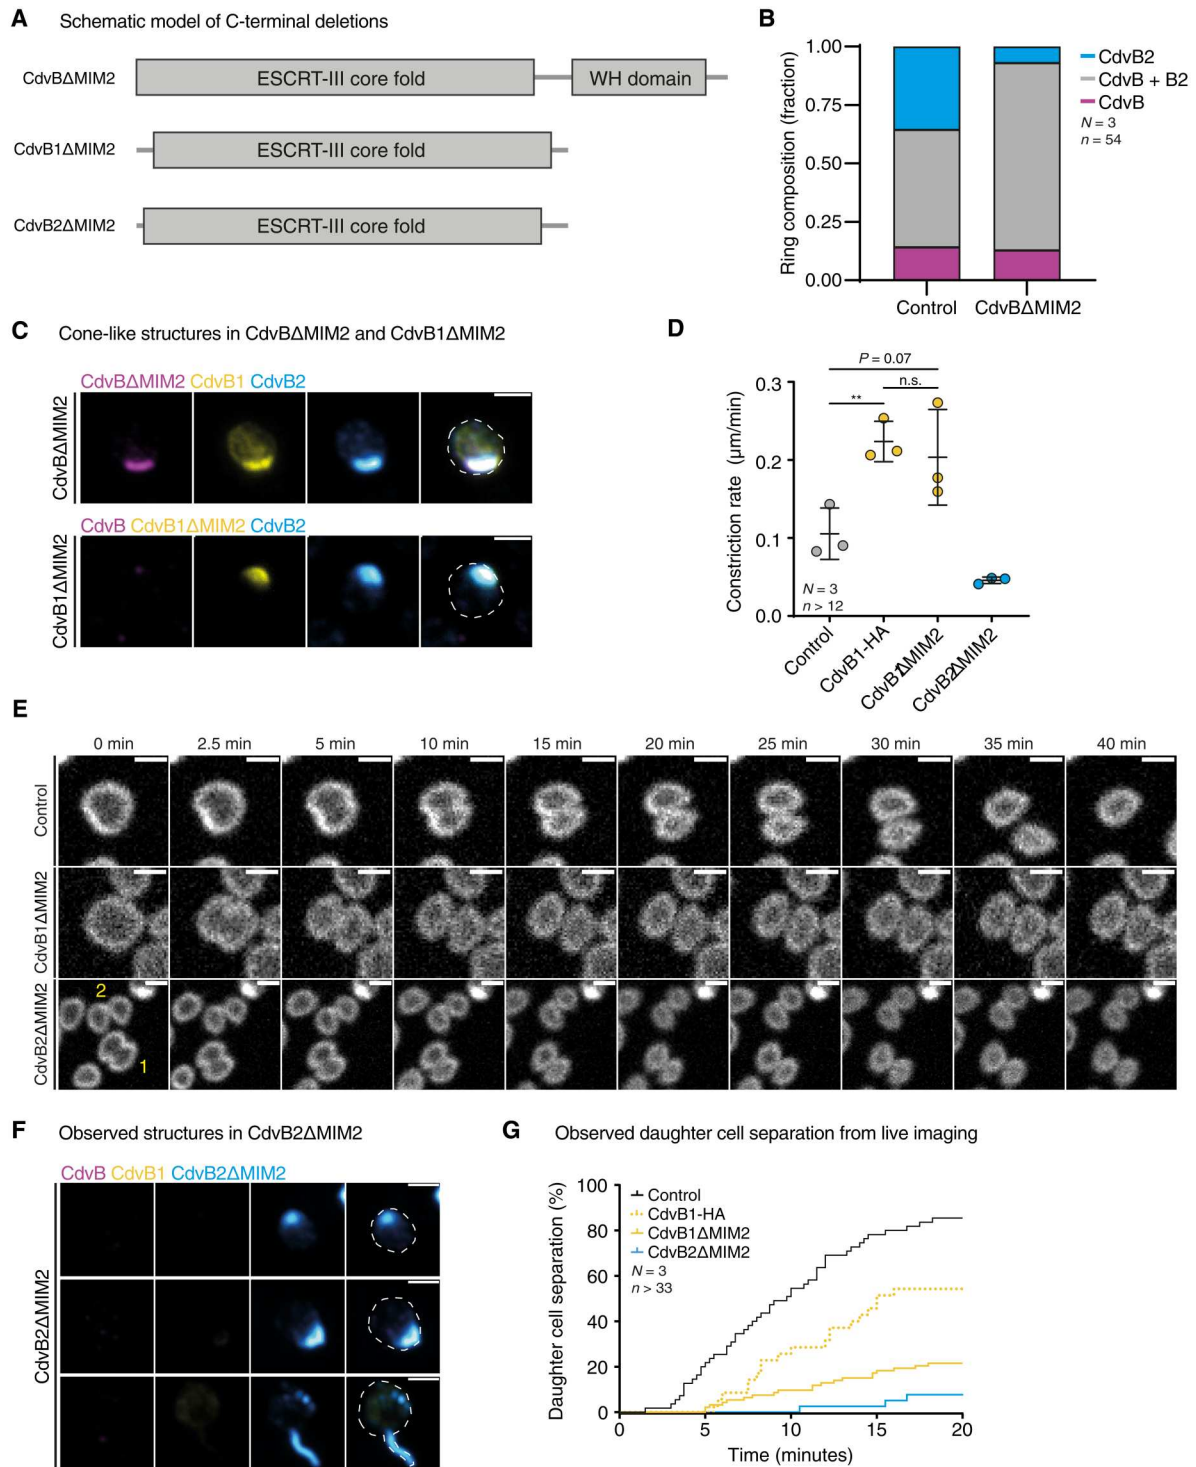 A Schematic model of C-terminal deletions
CdvBΔMIM2 ESCRT-III core fold WH domain
CdvB1ΔMIM2 ESCRT-III core fold
CdvB2ΔMIM2 ESCRT-III core fold
B
Ring composition (fraction)
1.00
0.75
0.50
0.25
0.00
Control CdvBΔMIM2
CdvB2
CdvB + B2
CdvB
N = 3
n = 54
C Cone-like structures in CdvBΔMIM2 and CdvB1ΔMIM2
CdvBΔMIM2 CdvB1 CdvB2
CdvBΔMIM2
CdvB CdvB1ΔMIM2 CdvB2
CdvB1ΔMIM2
D
Constriction rate (μm/min)
0.3
0.2
0.1
0.0
P = 0.07
n.s.
**
N = 3
n > 12
Control
CdvB1-HA
CdvB1ΔMIM2
CdvB2ΔMIM2
E
0 min 2.5 min 5 min 10 min 15 min 20 min 25 min 30 min 35 min 40 min
Control
CdvB1ΔMIM2
CdvB2ΔMIM2
2
1
F Observed structures in CdvB2ΔMIM2
CdvB CdvB1 CdvB2ΔMIM2
CdvB2ΔMIM2
G Observed daughter cell separation from live imaging
Daughter cell separation (%)
100
80
60
40
20
0
Control
CdvB1-HA
CdvB1ΔMIM2
CdvB2ΔMIM2
N = 3
n > 33
0 5 10 15 20
Time (minutes)